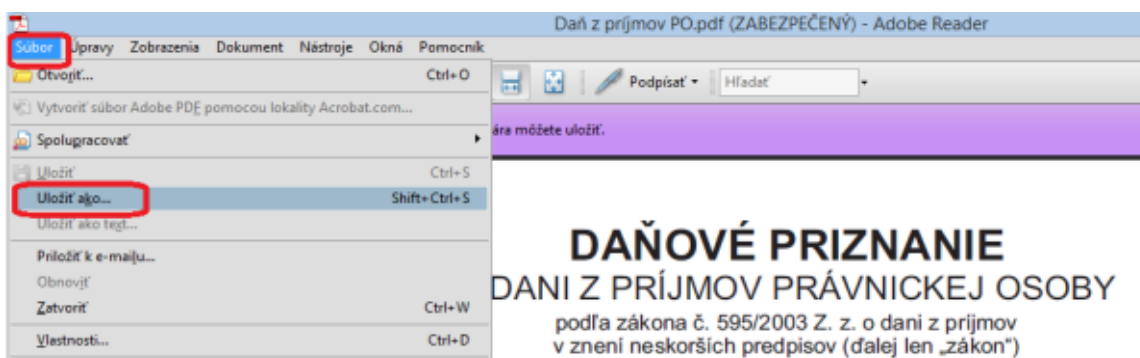 Daň z príjmov PO.pdf (ZABEZPEČENÝ) - Adobe Reader
Súbor Úpravy Zobrazenia Dokument Nástroje Okná Pomocník
Otvoriť... Ctrl+O
Vytvoriť súbor Adobe PDF pomocou lokality Acrobat.com...
Spolupracovať
Uložiť Ctrl+S
Uložiť ako... Shift+Ctrl+S
Uložiť ako text...
Priložiť k e-mailu...
Obnoviť
Zatvoriť Ctrl+W
Vlastnosti... Ctrl+D
Podpísať Hľadať
ára môžete uložiť.
DAŇOVÉ PRIZNANIE
DANI Z PRÍJMOV PRÁVNICKEJ OSOBY
podľa zákona č. 595/2003 Z. z. o dani z príjmov
v znení neskorších predpisov (ďalej len „zákon“)